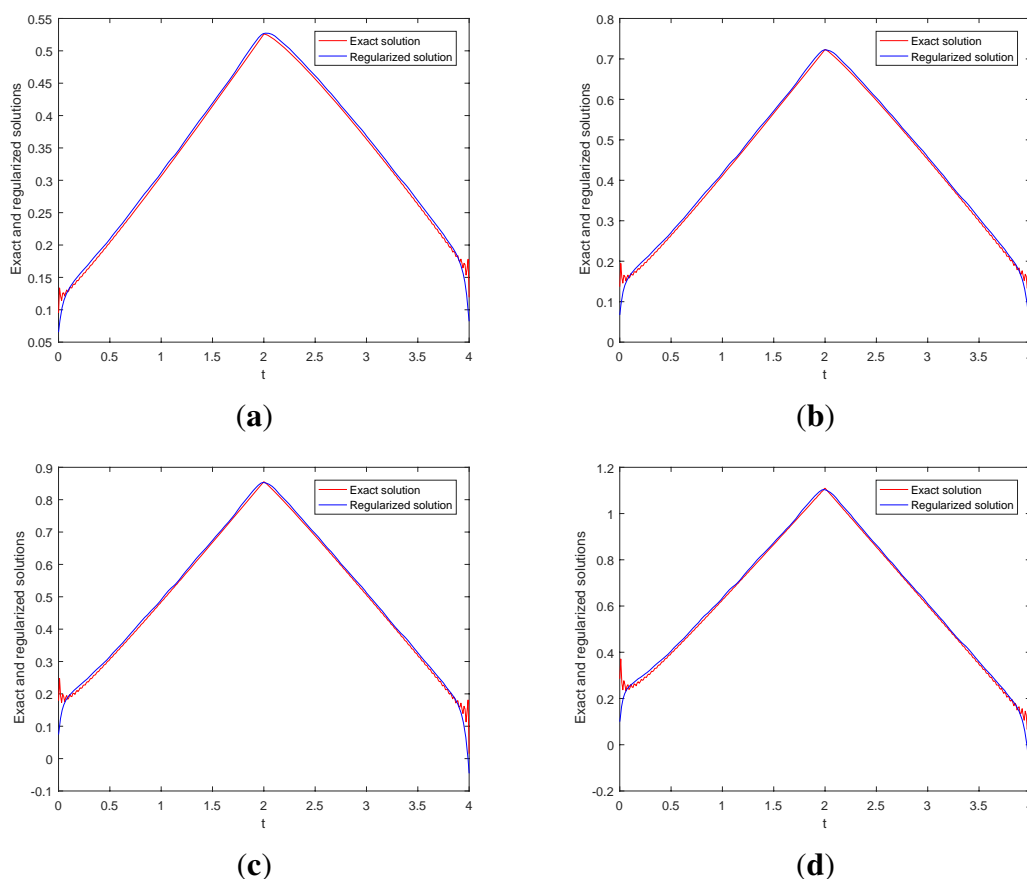 0.55
0.5
0.45
0.4
0.35
0.3
0.25
0.2
0.15
0.1
0.05
Exact and regularized solutions
Exact solution
Regularized solution
0 0.5 1 1.5 2 2.5 3 3.5 4
t
(a)
0.8
0.7
0.6
0.5
0.4
0.3
0.2
0.1
0
Exact and regularized solutions
Exact solution
Regularized solution
0 0.5 1 1.5 2 2.5 3 3.5
t
(b)
0.9
0.8
0.7
0.6
0.5
0.4
0.3
0.2
0.1
0
-0.1
Exact and regularized solutions
Exact solution
Regularized solution
0 0.5 1 1.5 2 2.5 3 3.5 4
t
(c)
1.2
1
0.8
0.6
0.4
0.2
0
-0.2
Exact and regularized solutions
Exact solution
Regularized solution
0 0.5 1 1.5 2 2.5 3 3.5
t
(d)